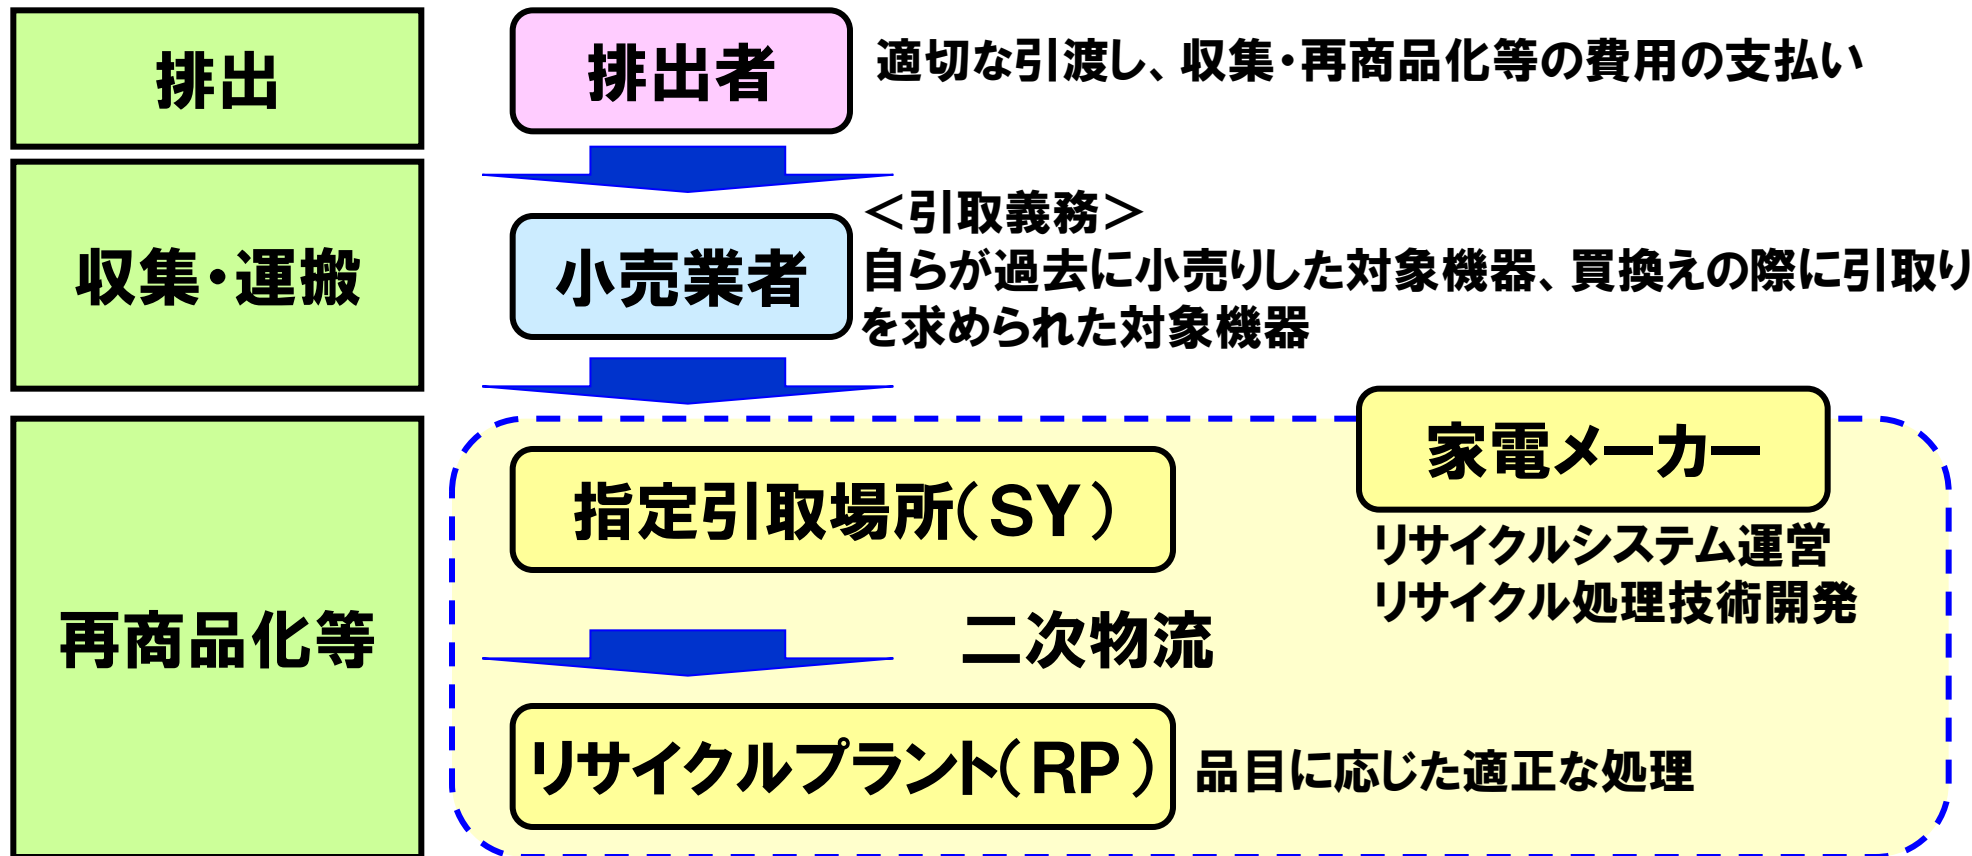 排出
排出者
適切な引渡し、収集・再商品化等の費用の支払い
収集・運搬
小売業者
＜引取義務＞
自らが過去に小売りした対象機器、買換えの際に引取り
を求められた対象機器
再商品化等
家電メーカー
リサイクルシステム運営
リサイクル処理技術開発
指定引取場所（ＳＹ）
二次物流
リサイクルプラント（ＲＰ）
品目に応じた適正な処理